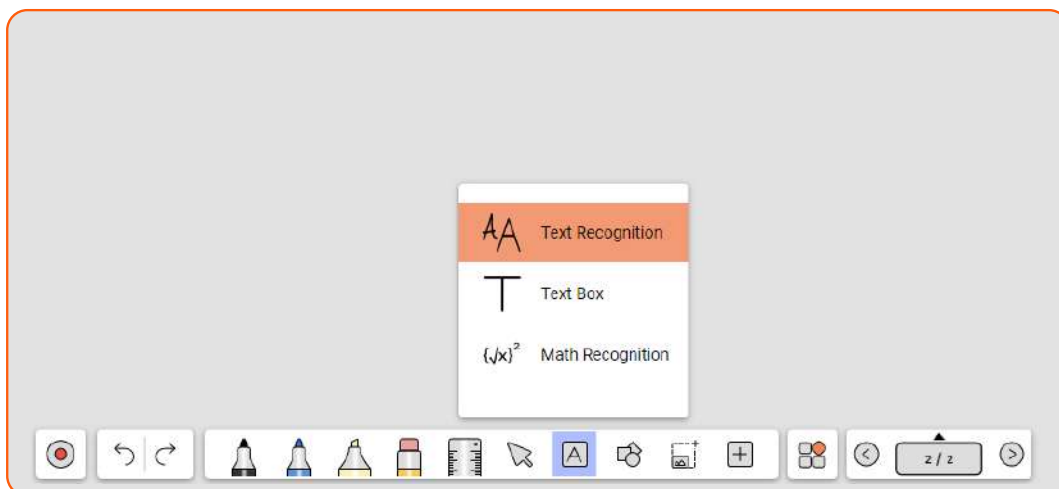 AA Text Recognition
T Text Box
{√x}² Math Recognition
A
2 / 2